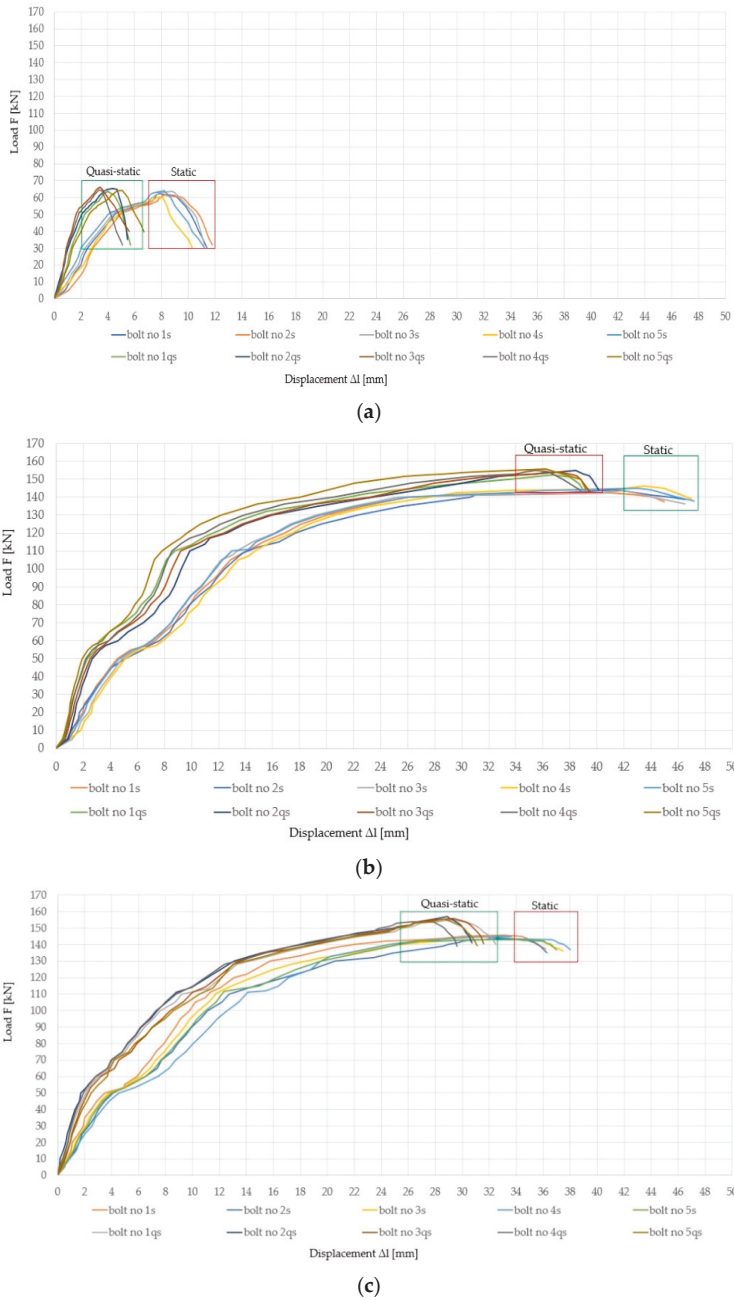 170
160
150
140
130
120
110
100
90
80
70
60
50
40
30
20
10
0
Load F [kN]
Quasi-static Static
0 2 4 6 8 10 12 14 16 18 20 22 24 26 28 30 32 34 36 38 40 42 44 46 48 50
bolt no 1s bolt no 2s bolt no 3s bolt no 4s bolt no 5s
bolt no 1qs bolt no 2qs bolt no 3qs bolt no 4qs bolt no 5qs
Displacement Δl [mm]
(a)
170
160
150
140
130
120
110
100
90
80
70
60
50
40
30
20
10
0
Load F [kN]
Quasi-static Static
0 2 4 6 8 10 12 14 16 18 20 22 24 26 28 30 32 34 36 38 40 42 44 46 48 50
bolt no 1s bolt no 2s bolt no 3s bolt no 4s bolt no 5s
bolt no 1qs bolt no 2qs bolt no 3qs bolt no 4qs bolt no 5qs
Displacement Δl [mm]
(b)
170
160
150
140
130
120
110
100
90
80
70
60
50
40
30
20
10
0
Load F [kN]
Quasi-static Static
0 2 4 6 8 10 12 14 16 18 20 22 24 26 28 30 32 34 36 38 40 42 44 46 48 50
bolt no 1s bolt no 2s bolt no 3s bolt no 4s bolt no 5s
bolt no 1qs bolt no 2qs bolt no 3qs bolt no 4qs bolt no 5qs
Displacement Δl [mm]
(c)